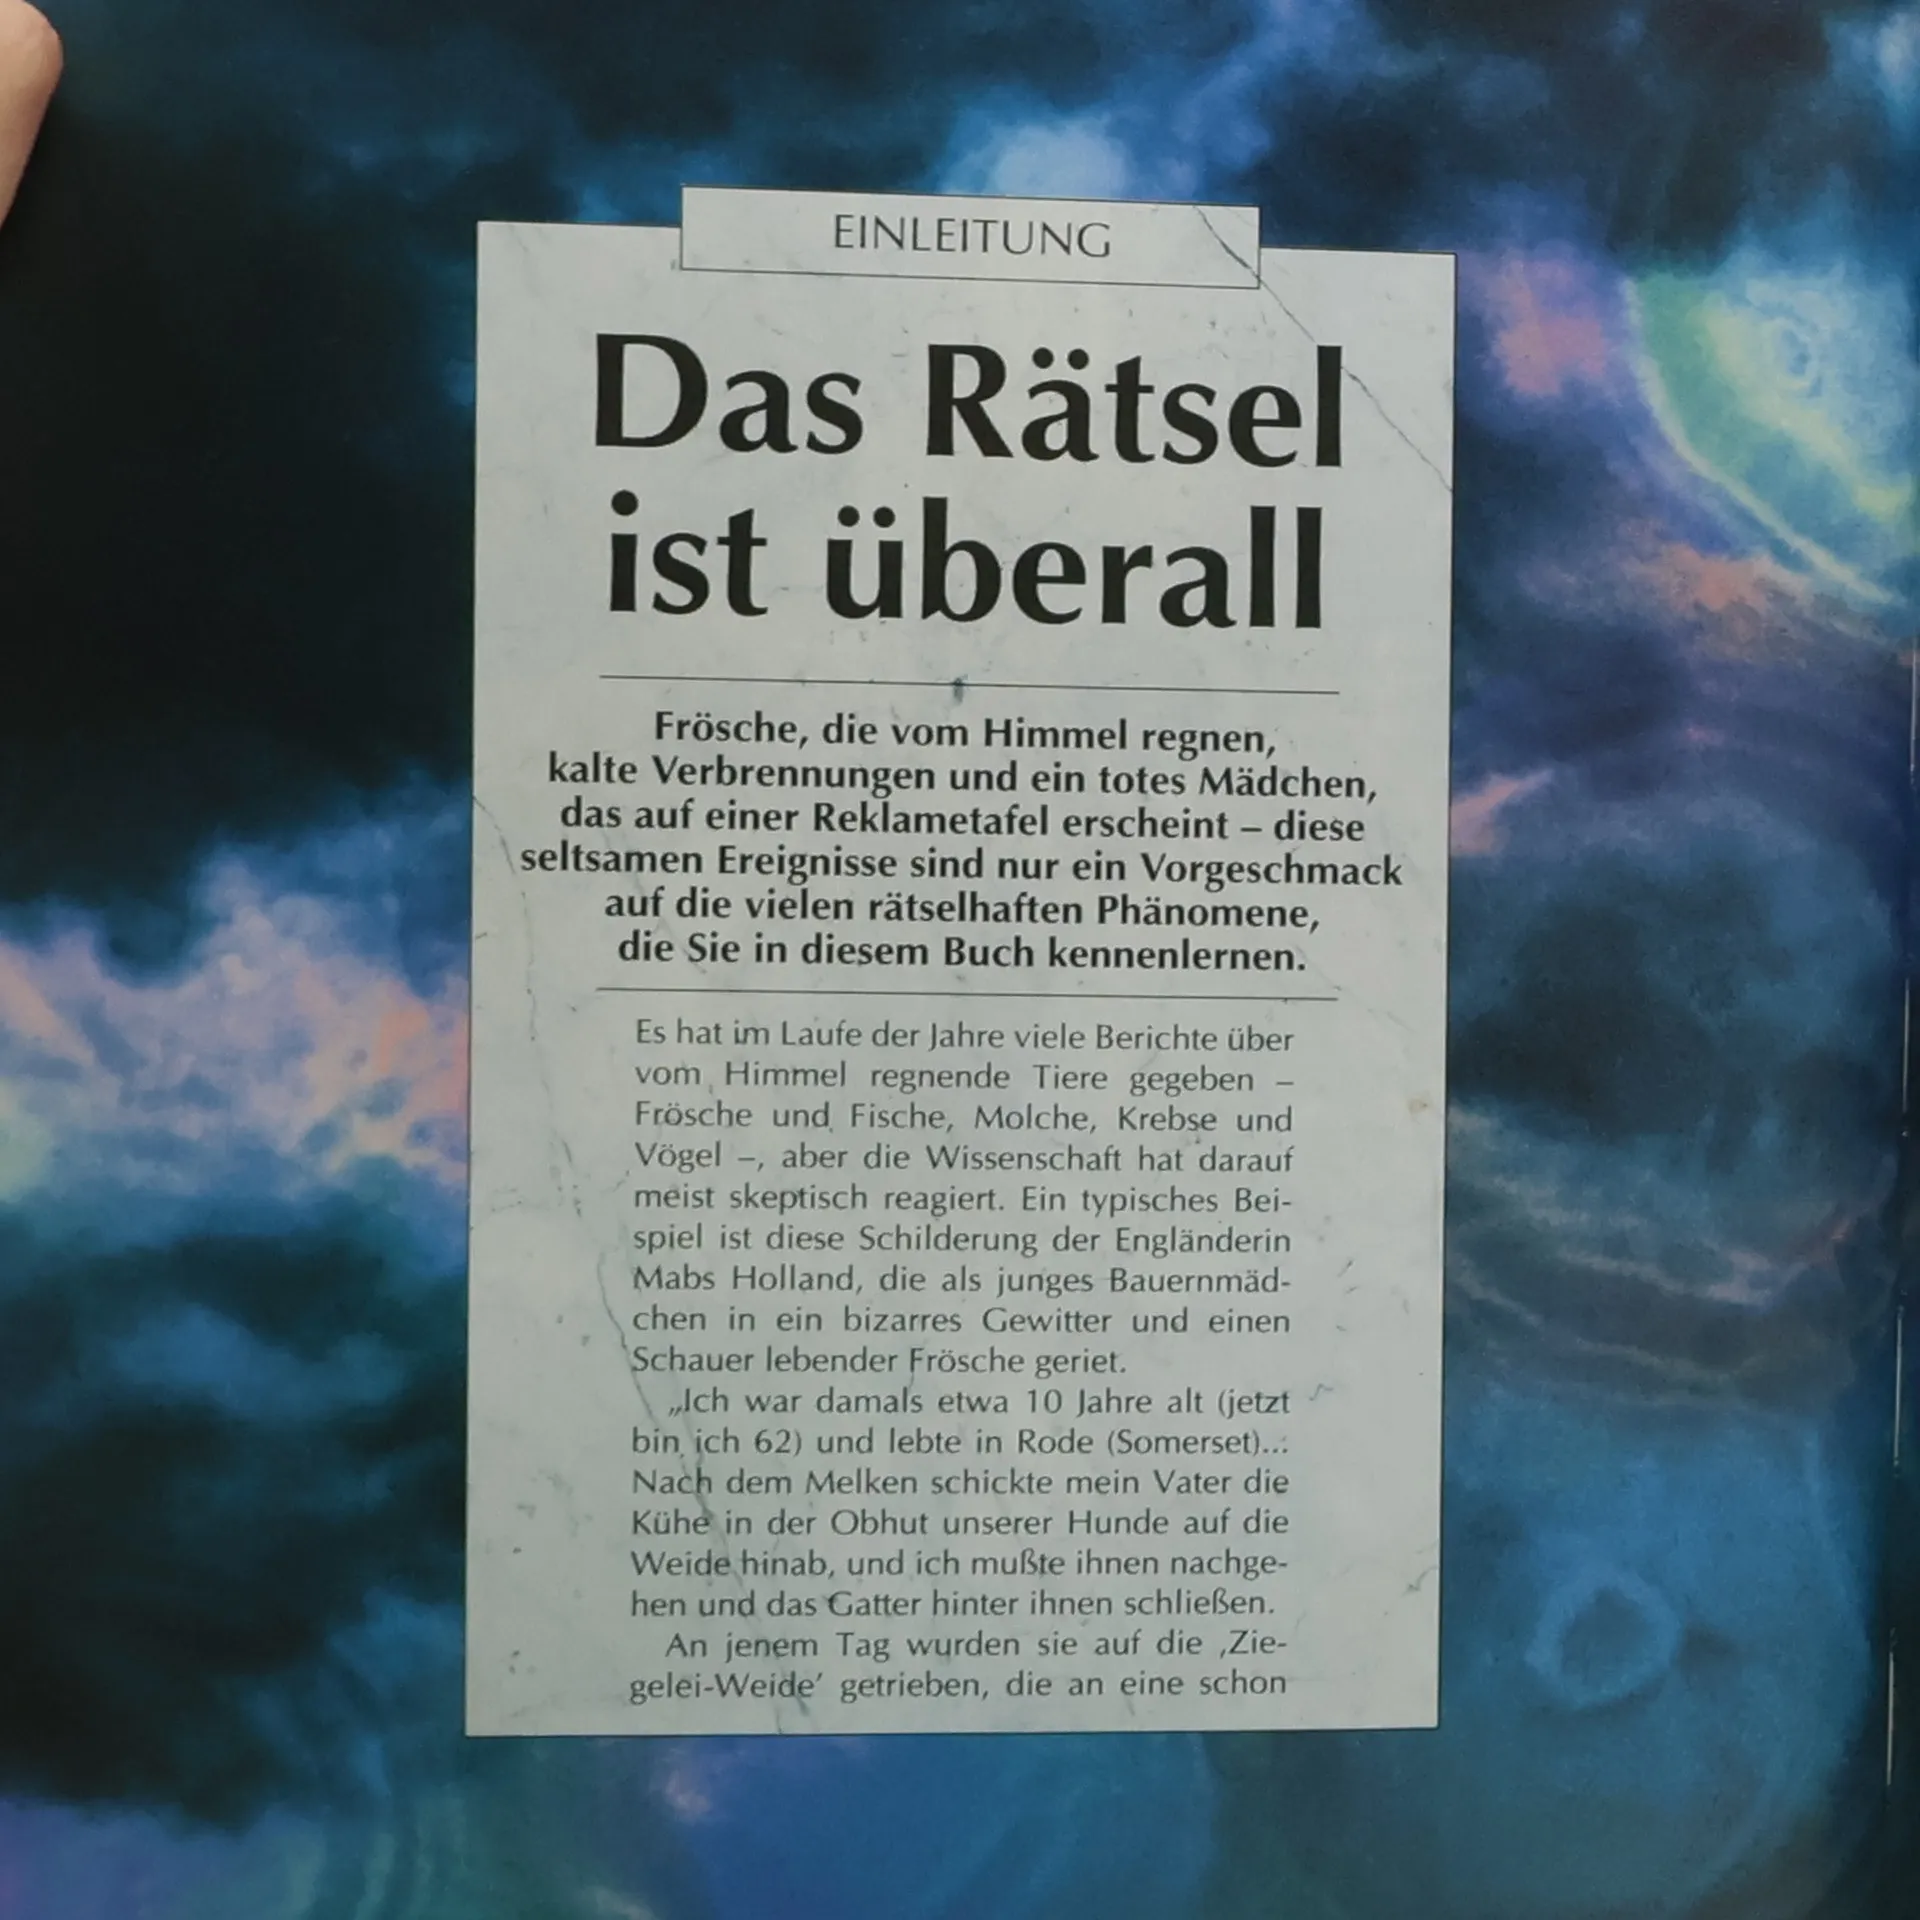 EINLEITUNG
Das Rätsel
ist überall
Frösche, die vom Himmel regnen,
kalte Verbrennungen und ein totes Mädchen,
das auf einer Reklametafel erscheint – diese
seltsamen Ereignisse sind nur ein Vorgeschmack
auf die vielen rätselhaften Phänomene,
die Sie in diesem Buch kennenlernen.
Es hat im Laufe der Jahre viele Berichte über
vom Himmel regnende Tiere gegeben –
Frösche und Fische, Molche, Krebse und
Vögel –, aber die Wissenschaft hat darauf
meist skeptisch reagiert. Ein typisches Bei-
spiel ist diese Schilderung der Engländerin
Mabs Holland, die als junges Bauernmäd-
chen in ein bizarres Gewitter und einen
Schauer lebender Frösche geriet.
„Ich war damals etwa 10 Jahre alt (jetzt
bin ich 62) und lebte in Rode (Somerset)...
Nach dem Melken schickte mein Vater die
Kühe in der Obhut unserer Hunde auf die
Weide hinab, und ich mußte ihnen nachge-
hen und das Gatter hinter ihnen schließen.
An jenem Tag wurden sie auf die ‚Zie-
gelei-Weide’ getrieben, die an eine schon